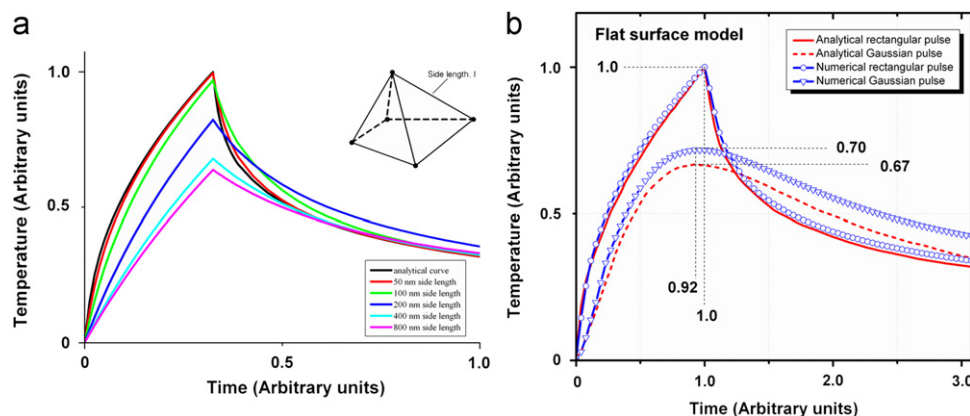 a
1.0
0.5
0
0
0.5
1.0
Temperature (Arbitrary units)
Time (Arbitrary units)
Side length. l
analytical curve
50 nm side length
100 nm side length
200 nm side length
400 nm side length
800 nm side length
b
Flat surface model
Analytical rectangular pulse
Analytical Gaussian pulse
Numerical rectangular pulse
Numerical Gaussian pulse
1.0
0.70
0.67
0.92
1.0
1.0
0.5
0
0
1.0
2.0
3.0
Temperature (Arbitrary units)
Time (Arbitrary units)